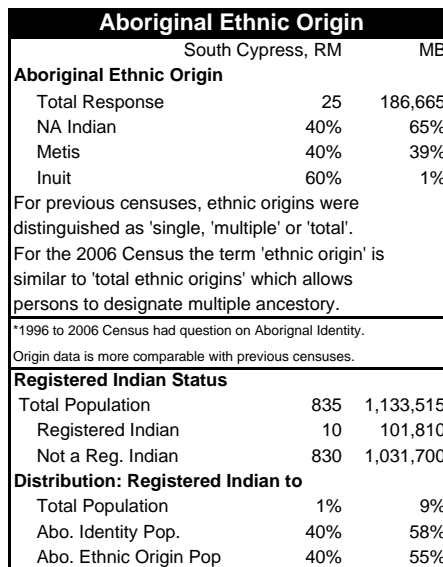 Aboriginal Ethnic Origin
South Cypress, RM MB
Aboriginal Ethnic Origin
Total Response 25 186,665
NA Indian 40% 65%
Metis 40% 39%
Inuit 60% 1%
For previous censuses, ethnic origins were
distinguished as 'single, 'multiple' or 'total'.
For the 2006 Census the term 'ethnic origin' is
similar to 'total ethnic origins' which allows
persons to designate multiple ancestory.
*1996 to 2006 Census had question on Aborignal Identity.
Origin data is more comparable with previous censuses.
Registered Indian Status
Total Population 835 1,133,515
Registered Indian 10 101,810
Not a Reg. Indian 830 1,031,700
Distribution: Registered Indian to
Total Population 1% 9%
Abo. Identity Pop. 40% 58%
Abo. Ethnic Origin Pop 40% 55%